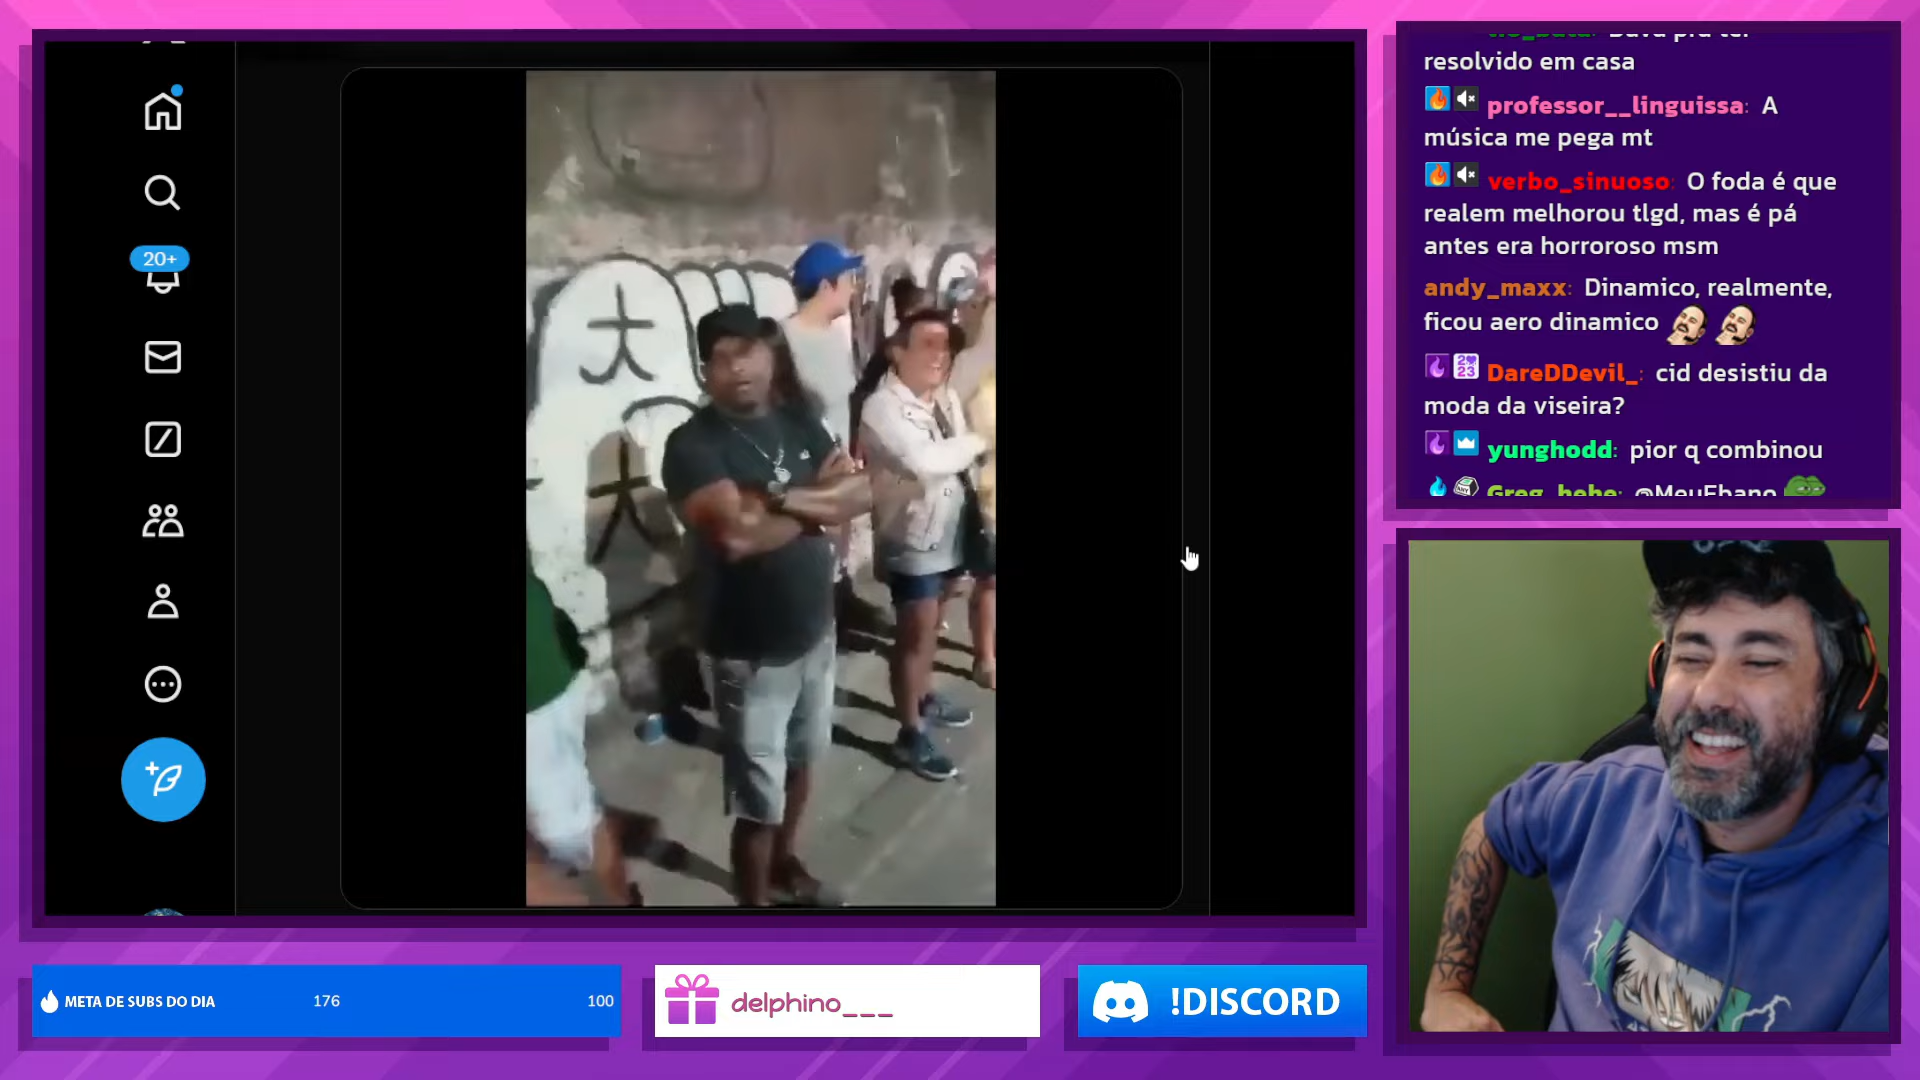 20+
大
大
resolvido em casa
professor__linguissa: A
música me pega mt
verbo_sinuoso: O foda é que
realem melhorou tlgd, mas é pá
antes era horroroso msm
andy_maxx: Dinamico, realmente,
ficou aero dinamico
DareDDevil_: cid desistiu da
moda da viseira?
yunghodd: pior q combinou
Greg_hehe: @MeuEbano
META DE SUBS DO DIA 176 100
delphino___
!DISCORD